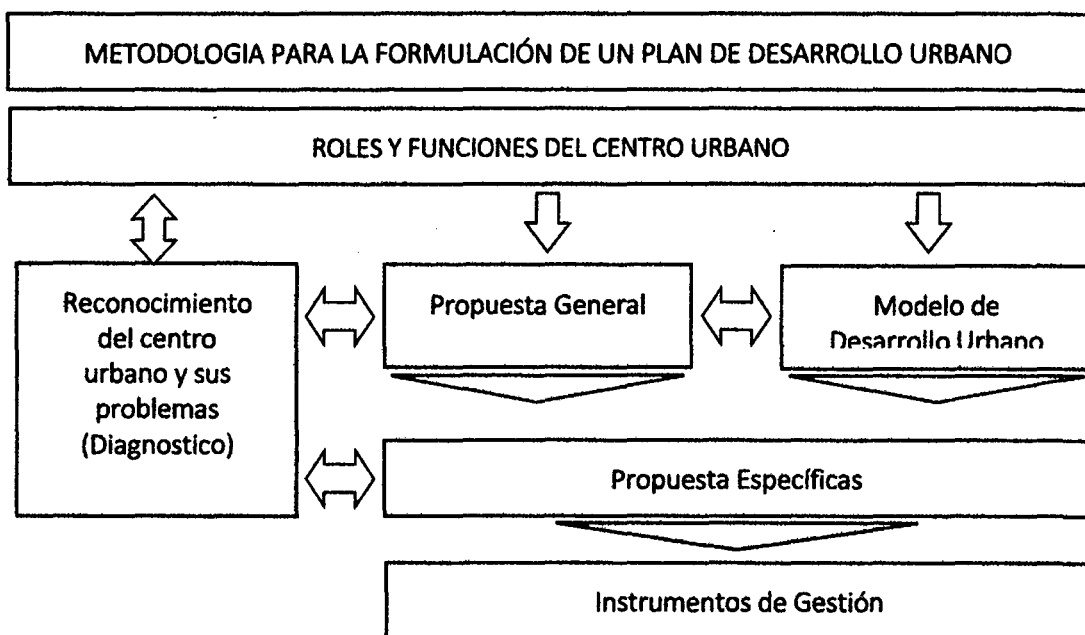 METODOLOGIA PARA LA FORMULACIÓN DE UN PLAN DE DESARROLLO URBANO
ROLES Y FUNCIONES DEL CENTRO URBANO
Reconocimiento
del centro
urbano y sus
problemas
(Diagnostico)
Propuesta General
Modelo de
Desarrollo Urbano
Propuesta Específicas
Instrumentos de Gestión